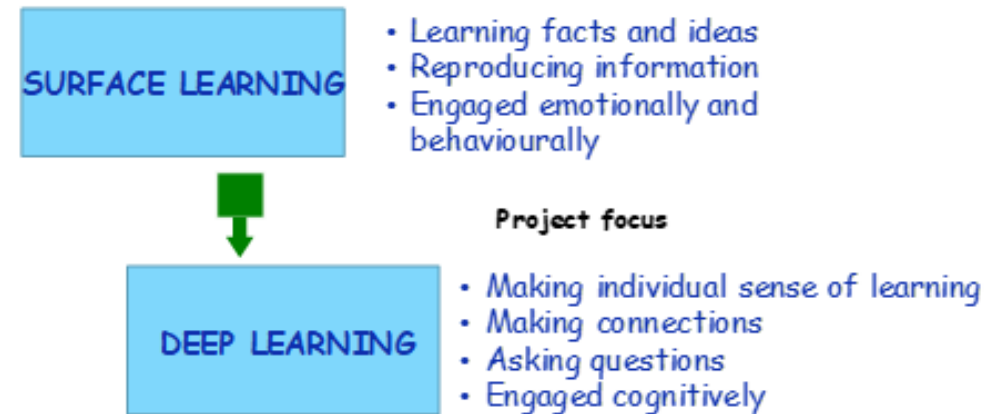 SURFACE LEARNING
• Learning facts and ideas
• Reproducing information
• Engaged emotionally and
behaviourally
Project focus
DEEP LEARNING
• Making individual sense of learning
• Making connections
• Asking questions
• Engaged cognitively